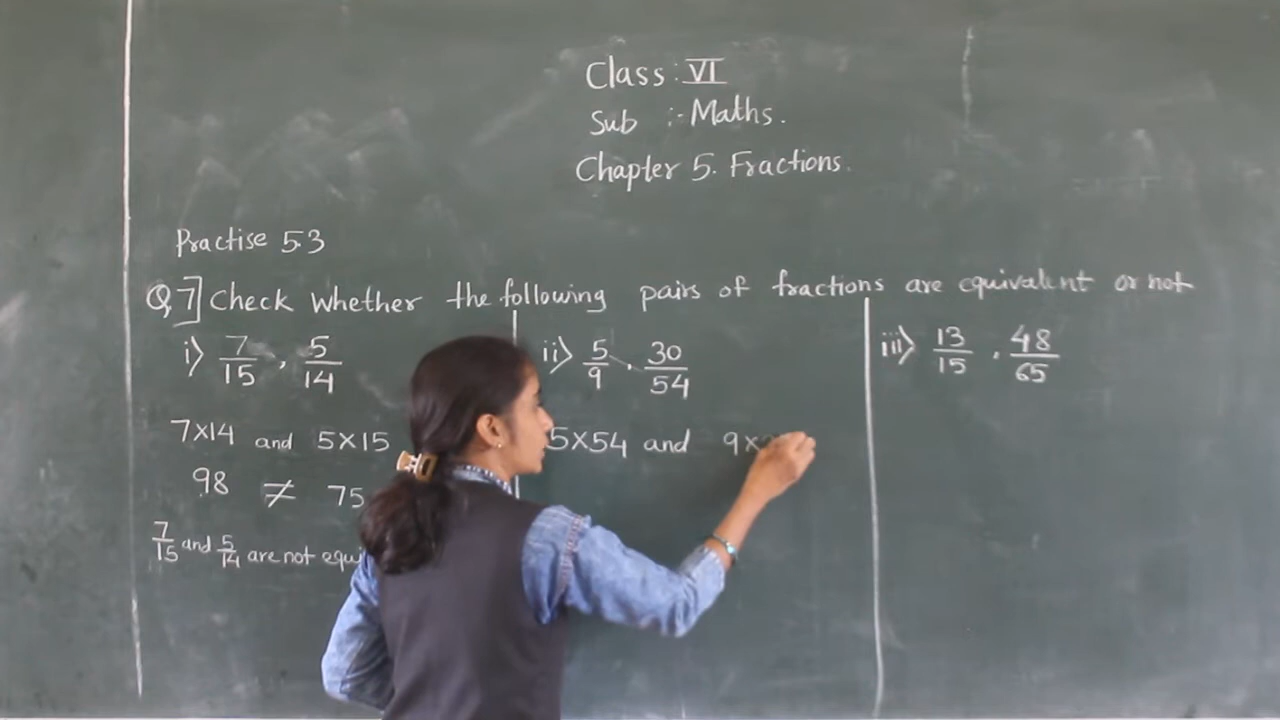 Class : VI
Sub :- Maths.
Chapter 5. Fractions.
Practise 5.3
Q.7] Check whether the following pairs of fractions are equivalent or not
i) 7/15 , 5/14
7×14 and 5×15
98 ≠ 75
7/15 and 5/14 are not equi
ii) 5/9 , 30/54
5×54 and 9×
iii) 13/15 , 48/65